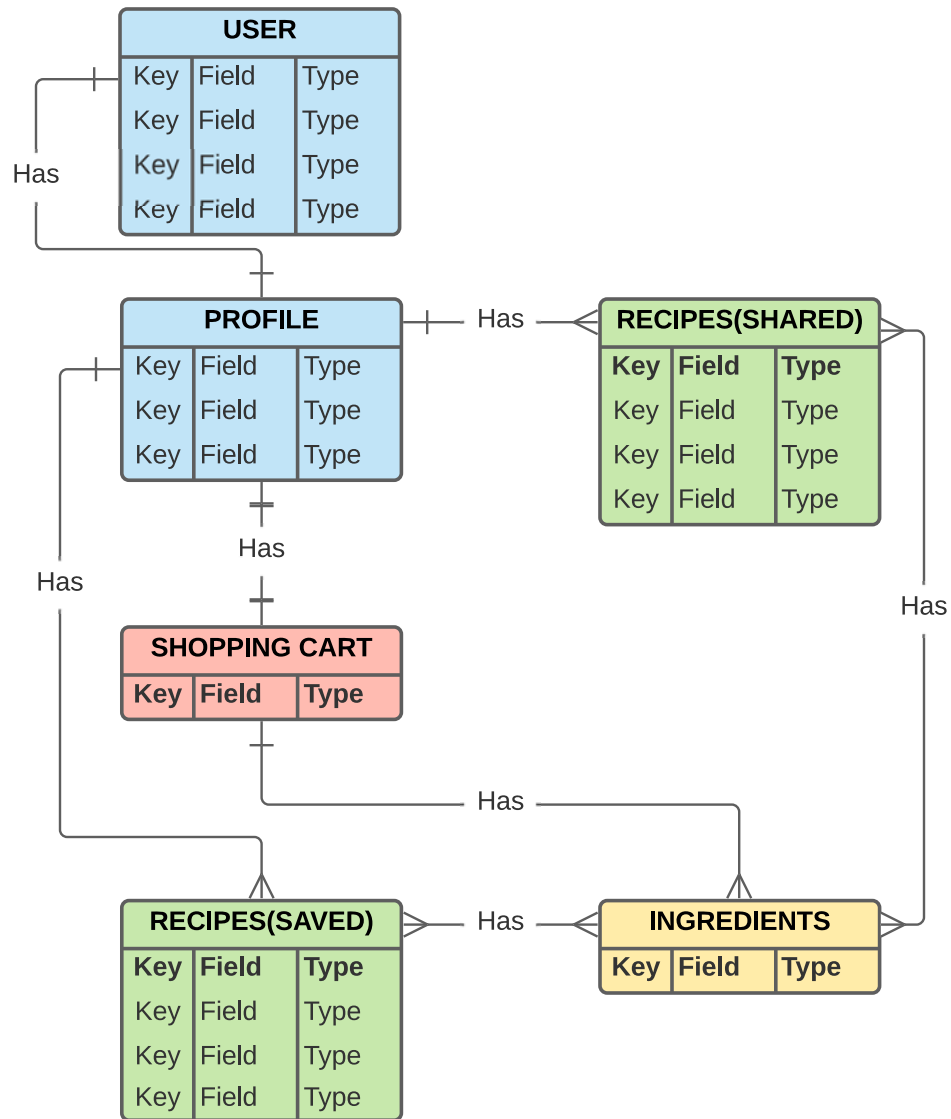 USER
Key Field Type
Key Field Type
Key Field Type
Key Field Type
Has
PROFILE
Key Field Type
Key Field Type
Key Field Type
Has
RECIPES(SHARED)
Key Field Type
Key Field Type
Key Field Type
Key Field Type
Has
Has
Has
SHOPPING CART
Key Field Type
Has
RECIPES(SAVED)
Key Field Type
Key Field Type
Key Field Type
Key Field Type
Has
INGREDIENTS
Key Field Type